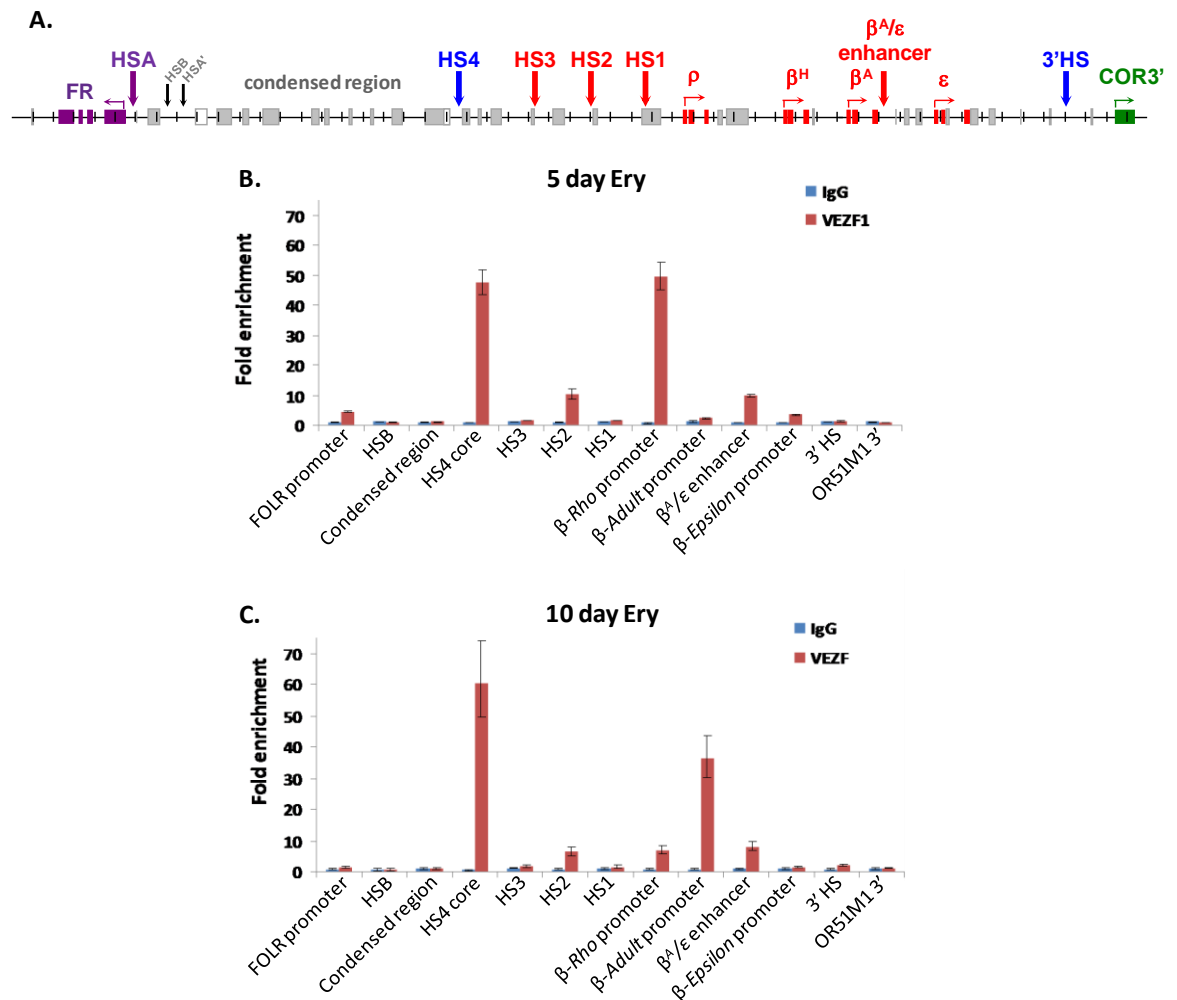 A.
βᴬ/ε
enhancer
HSA
HSB
HSA'
HS4
HS3
HS2
HS1
3’HS
FR
condensed region
ρ
βᴴ
βᴬ
ε
COR3’
B.
5 day Ery
IgG
VEZF1
Fold enrichment
70
60
50
40
30
20
10
0
FOLR promoter
HSB
Condensed region
HS4 core
HS3
HS2
HS1
β-Rho promoter
β-Adult promoter
βᴬ/ε enhancer
β-Epsilon promoter
3’ HS
OR51M1 3’
C.
10 day Ery
IgG
VEZF
Fold enrichment
70
60
50
40
30
20
10
0
FOLR promoter
HSB
Condensed region
HS4 core
HS3
HS2
HS1
β-Rho promoter
β-Adult promoter
βᴬ/ε enhancer
β-Epsilon promoter
3’ HS
OR51M1 3’